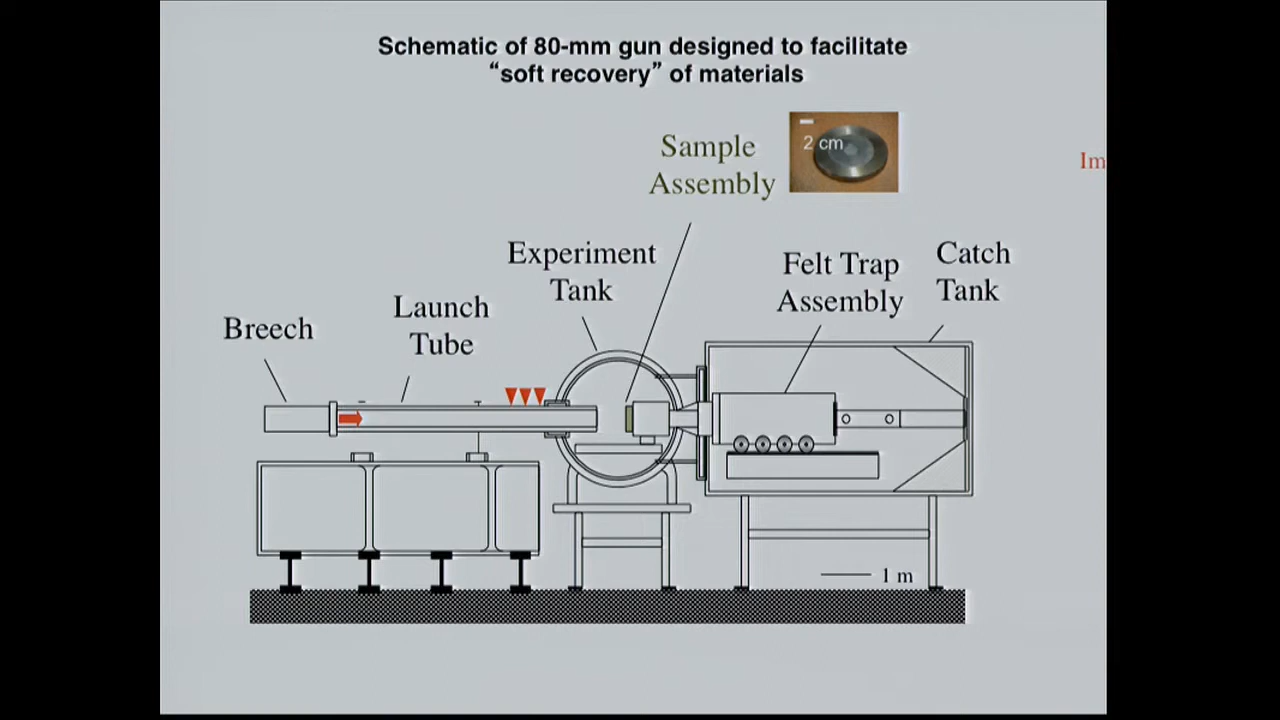 Schematic of 80-mm gun designed to facilitate
“soft recovery” of materials
Sample
Assembly
2 cm
Im
Experiment
Tank
Felt Trap
Assembly
Catch
Tank
Launch
Tube
Breech
1 m